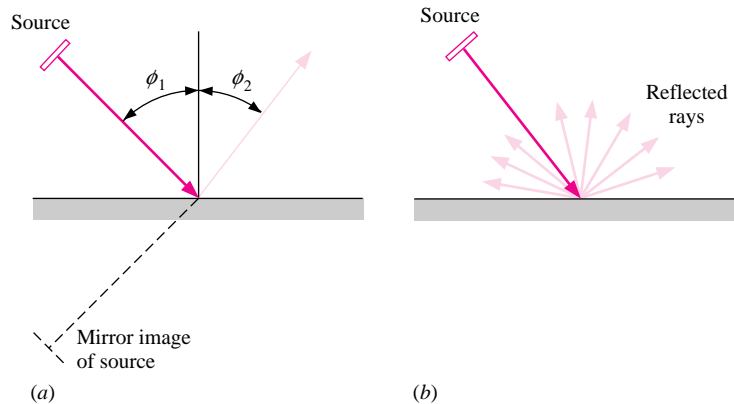 Source
ϕ1
ϕ2
Mirror image
of source
(a)
Source
Reflected
rays
(b)